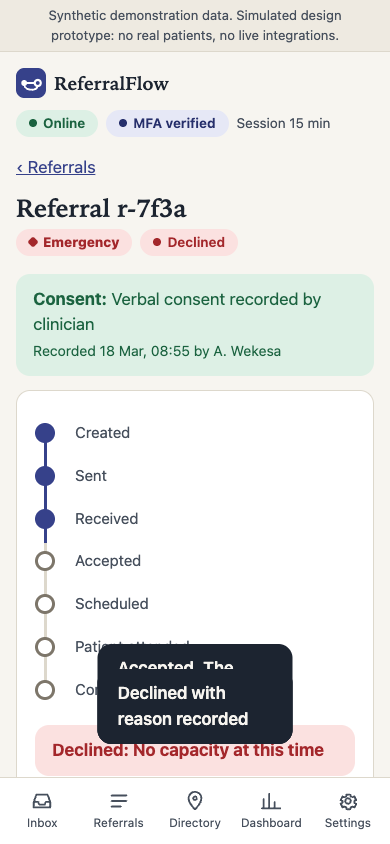 Synthetic demonstration data. Simulated design
prototype: no real patients, no live integrations.
ReferralFlow
Online
MFA verified
Session 15 min
‹ Referrals
Referral r-7f3a
Emergency
Declined
Consent: Verbal consent recorded by
clinician
Recorded 18 Mar, 08:55 by A. Wekesa
Created
Sent
Received
Accepted
Scheduled
Patient attended
Accepted. The
Declined with
reason recorded
Declined: No capacity at this time
Inbox
Referrals
Directory
Dashboard
Settings